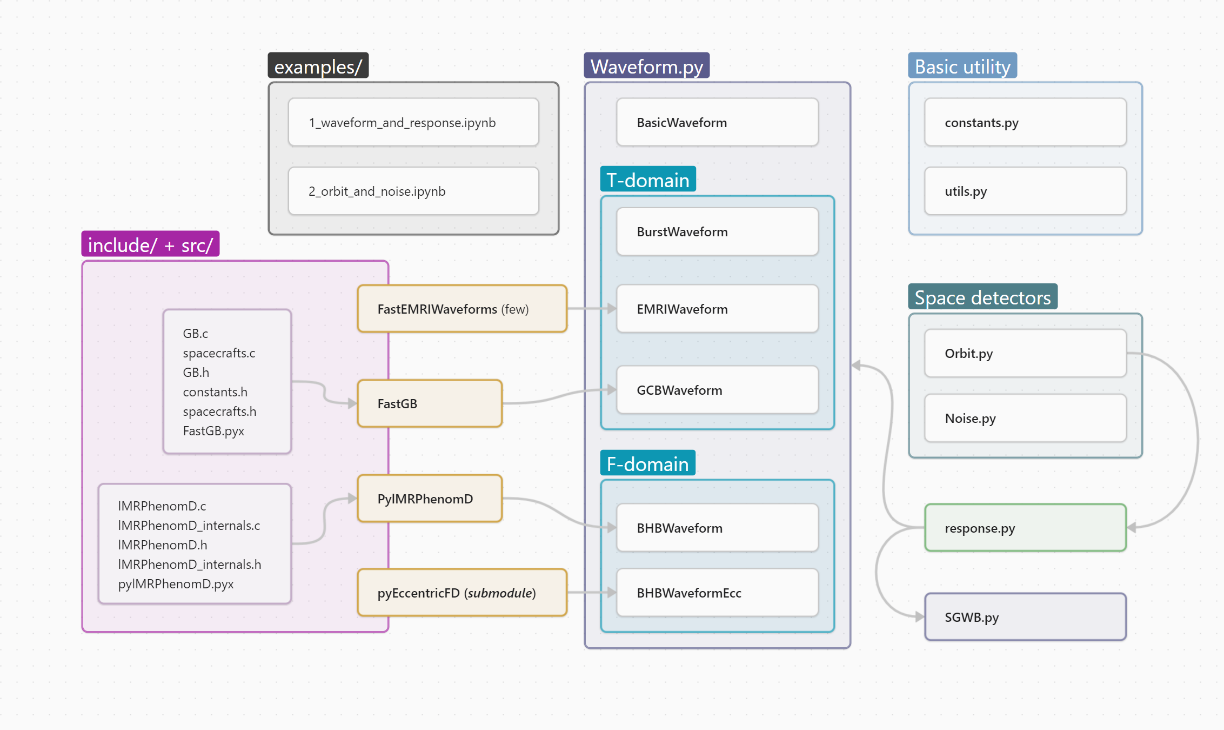 examples/
1_waveform_and_response.ipynb
2_orbit_and_noise.ipynb
include/ + src/
GB.c
spacecrafts.c
GB.h
constants.h
spacecrafts.h
FastGB.pyx
IMRPhenomD.c
IMRPhenomD_internals.c
IMRPhenomD.h
IMRPhenomD_internals.h
pyIMRPhenomD.pyx
FastEMRIWaveforms (few)
FastGB
PyIMRPhenomD
pyEccentricFD (submodule)
Waveform.py
BasicWaveform
T-domain
BurstWaveform
EMRIWaveform
GCBWaveform
F-domain
BHBWaveform
BHBWaveformEcc
Basic utility
constants.py
utils.py
Space detectors
Orbit.py
Noise.py
response.py
SGWB.py